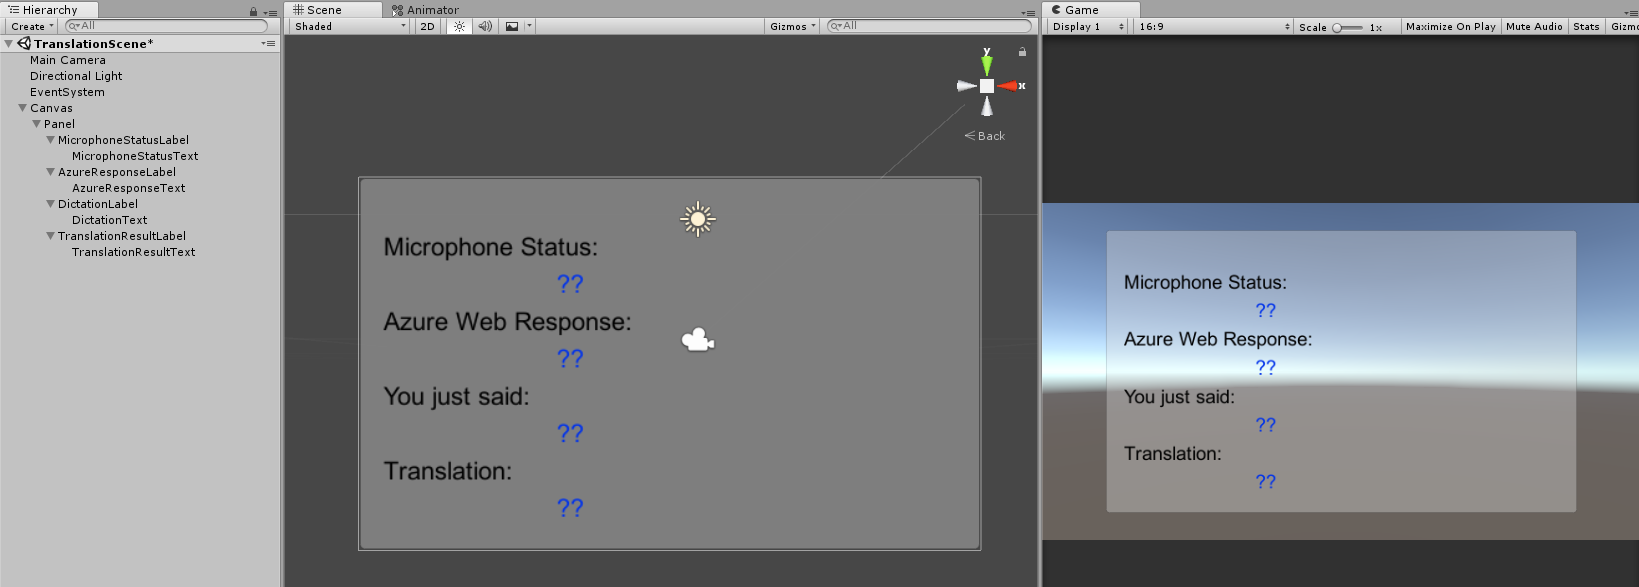 Hierarchy
Create
All
TranslationScene*
Main Camera
Directional Light
EventSystem
Canvas
Panel
MicrophoneStatusLabel
MicrophoneStatusText
AzureResponseLabel
AzureResponseText
DictationLabel
DictationText
TranslationResultLabel
TranslationResultText
Scene
Animator
Shaded
2D
Gizmos
All
y
x
Back
Microphone Status:
??
Azure Web Response:
??
You just said:
??
Translation:
??
Game
Display 1
16:9
Scale
1x
Maximize On Play
Mute Audio
Stats
Gizm
Microphone Status:
??
Azure Web Response:
??
You just said:
??
Translation:
??